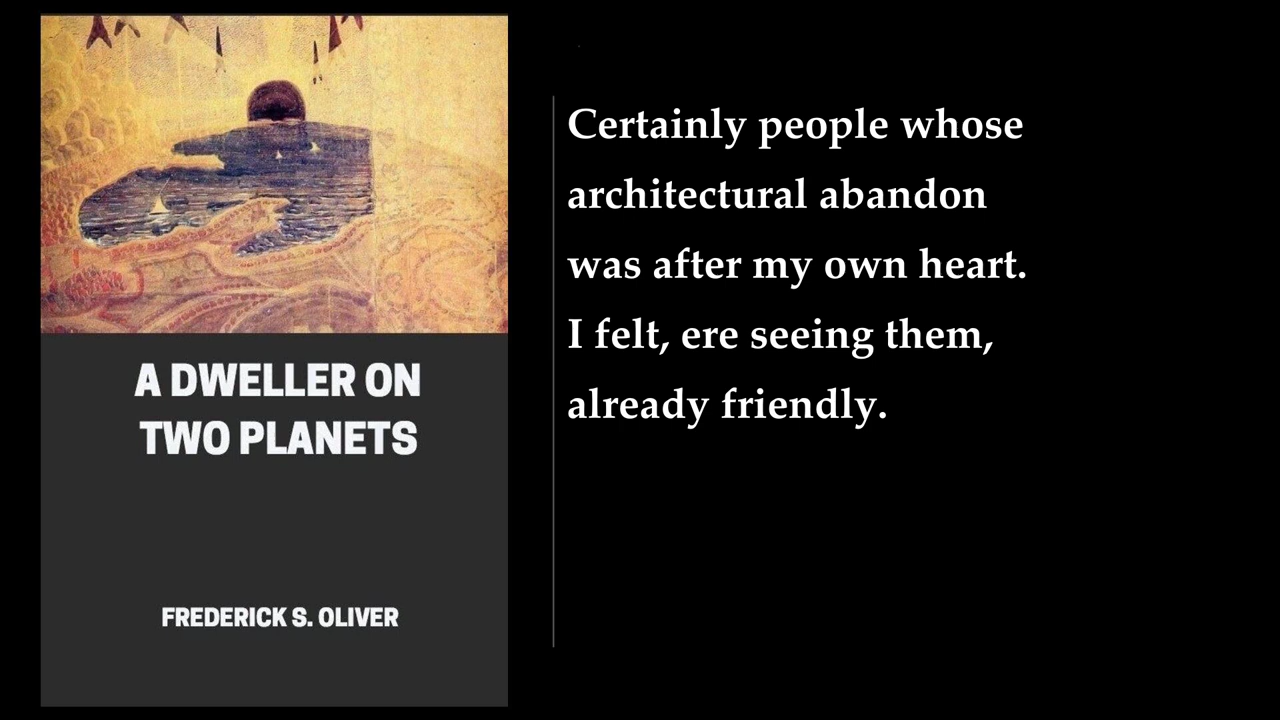 A DWELLER ON
TWO PLANETS
FREDERICK S. OLIVER
Certainly people whose
architectural abandon
was after my own heart.
I felt, ere seeing them,
already friendly.